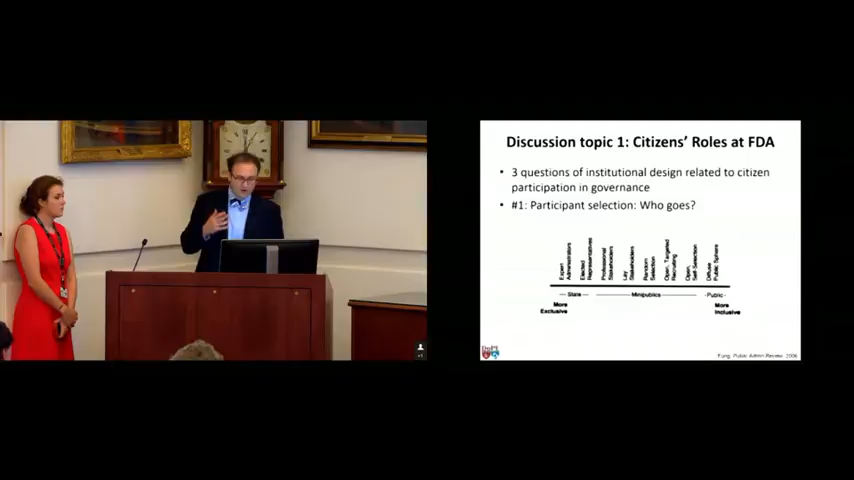 Discussion topic 1: Citizens' Roles at FDA
• 3 questions of institutional design related to citizen
participation in governance
• #1: Participant selection: Who goes?
Expert
Administrators
Elected
Representatives
Professional
Stakeholders
Lay
Stakeholders
Random
Selection
Open, Targeted
Recruiting
Open,
Self-Selection
Diffuse
Public Sphere
State
Minipublics
Public
More
Exclusive
More
Inclusive
Fung, Public Admin Review 2006